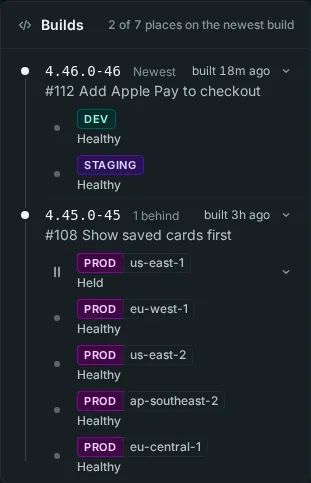 Builds 2 of 7 places on the newest build
4.46.0-46 Newest built 18m ago
#112 Add Apple Pay to checkout
DEV
Healthy
STAGING
Healthy
4.45.0-45 1 behind built 3h ago
#108 Show saved cards first
PROD us-east-1
Held
PROD eu-west-1
Healthy
PROD us-east-2
Healthy
PROD ap-southeast-2
Healthy
PROD eu-central-1
Healthy